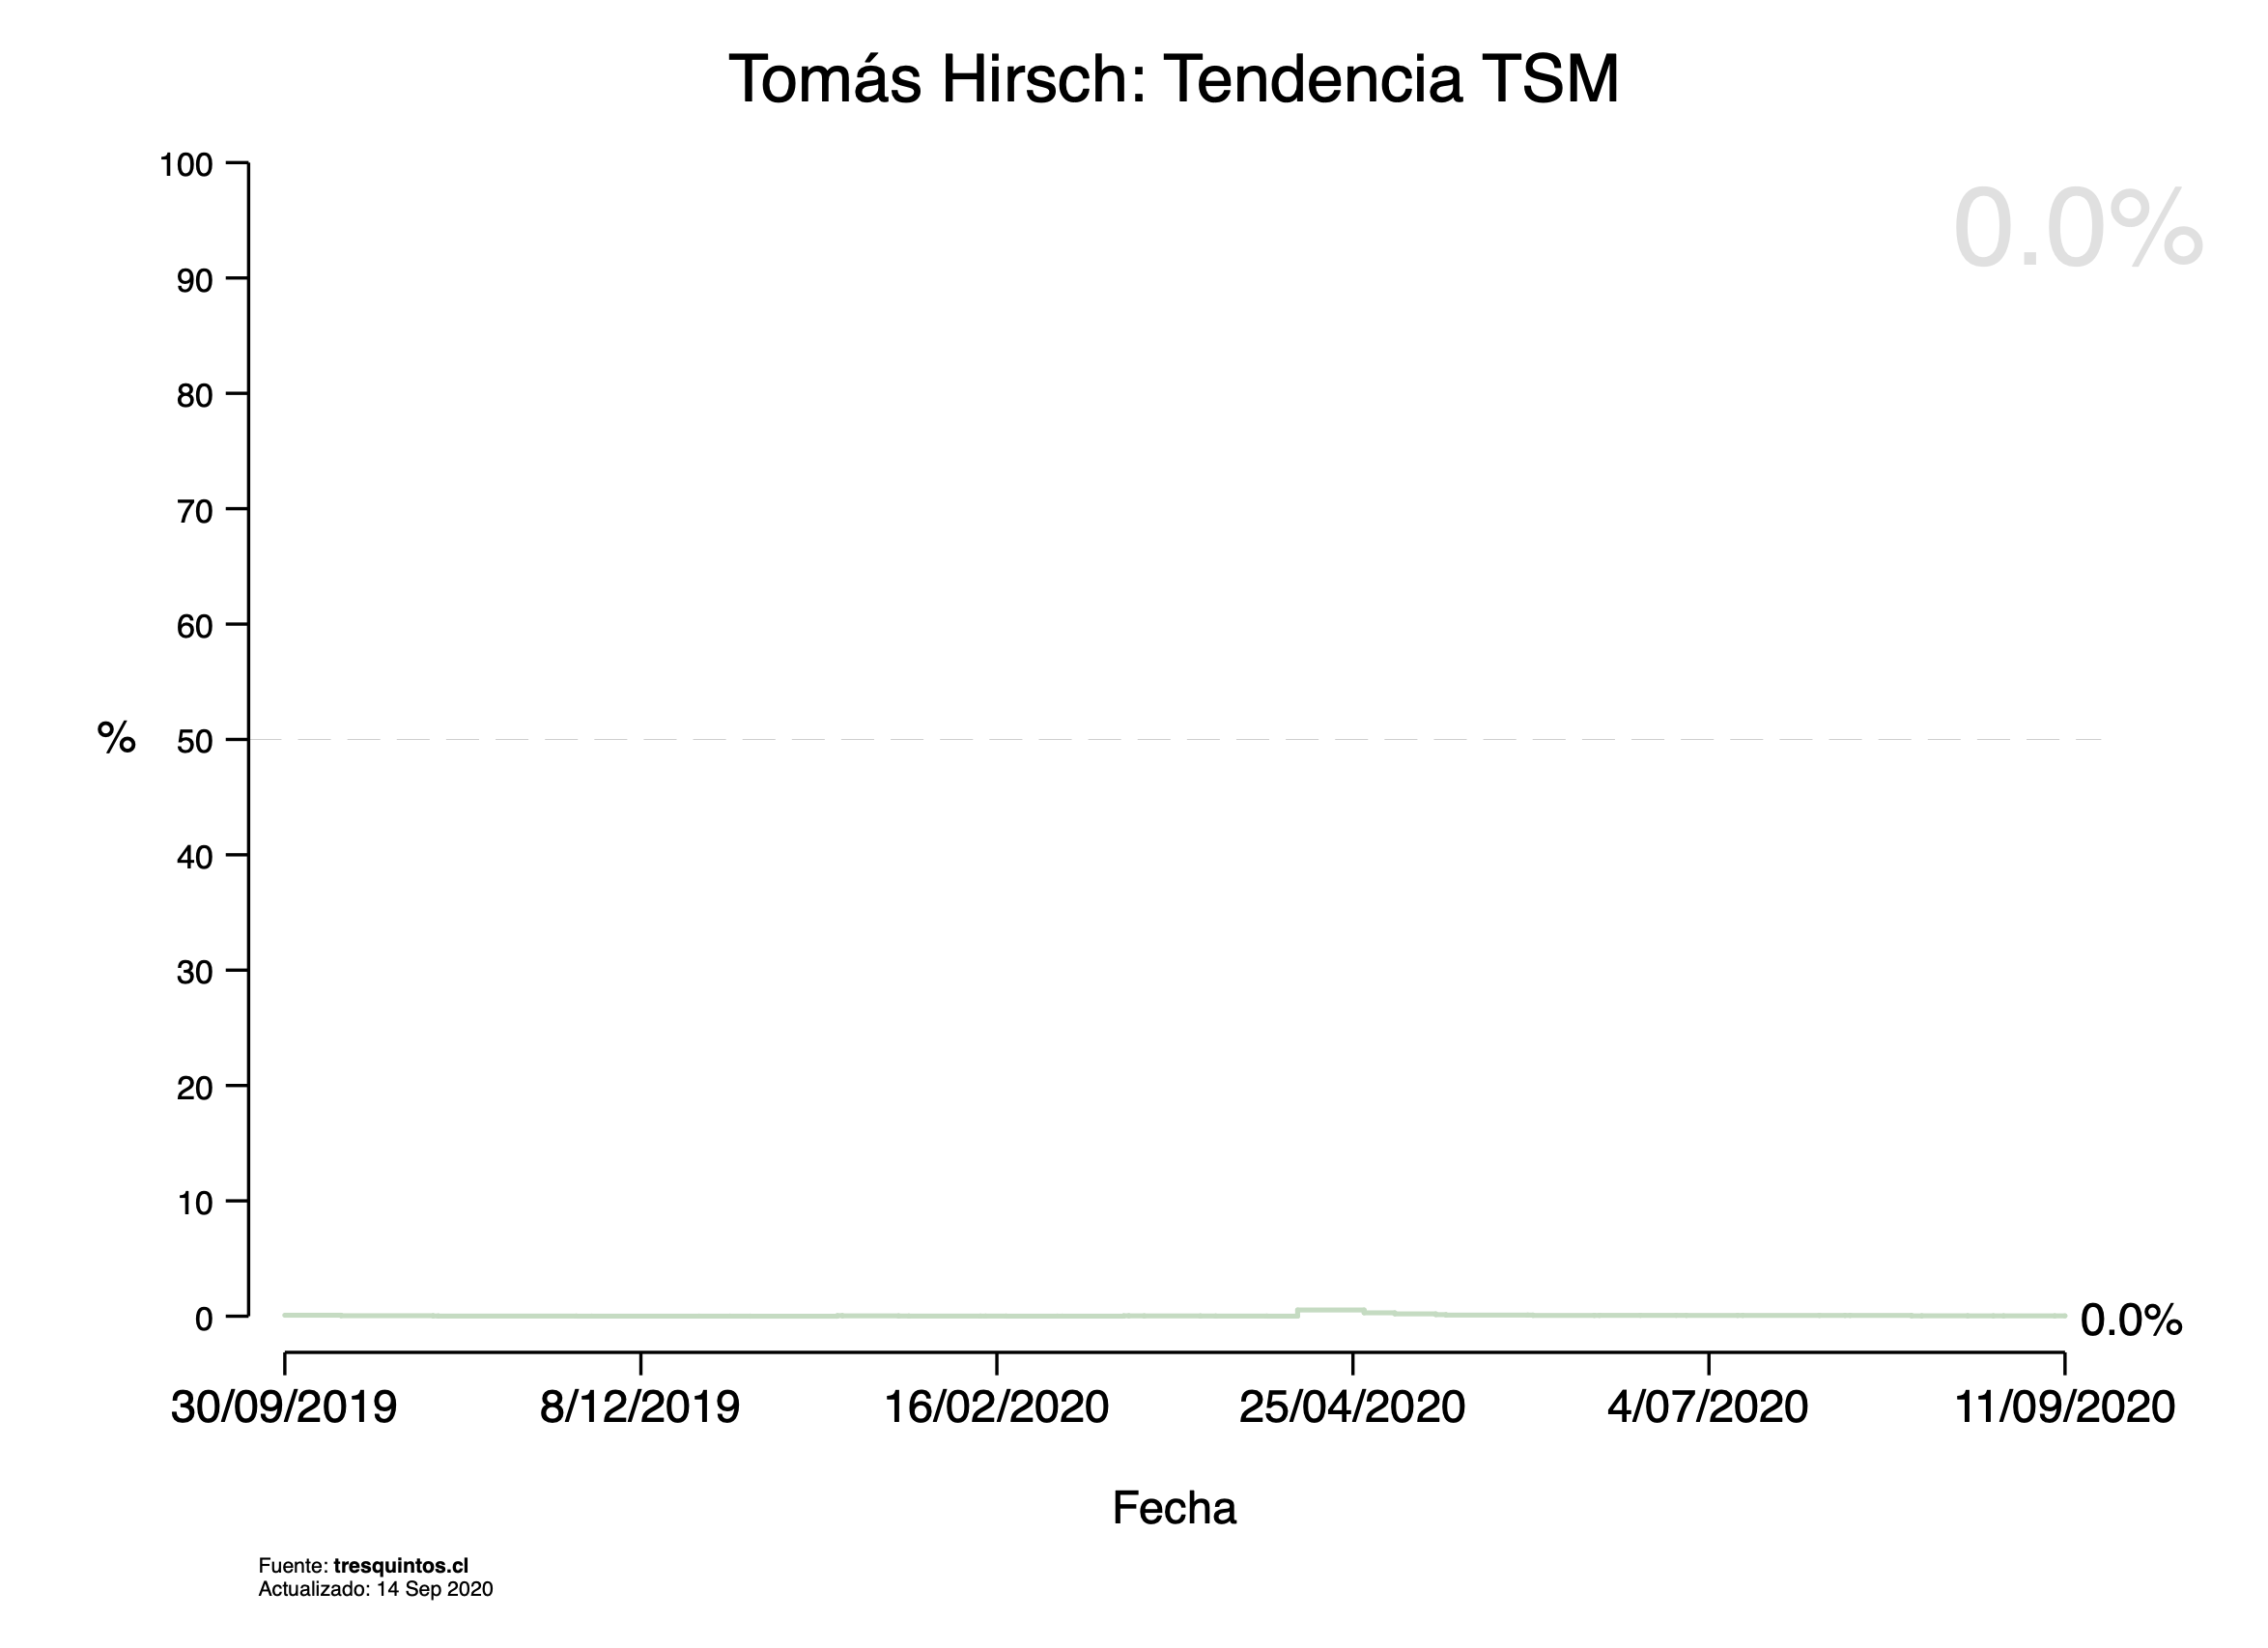 Tomás Hirsch: Tendencia TSM
0.0%
100
90
80
70
60
50
40
30
20
10
0
%
0.0%
30/09/2019 8/12/2019 16/02/2020 25/04/2020 4/07/2020 11/09/2020
Fecha
Fuente: tresquintos.cl
Actualizado: 14 Sep 2020